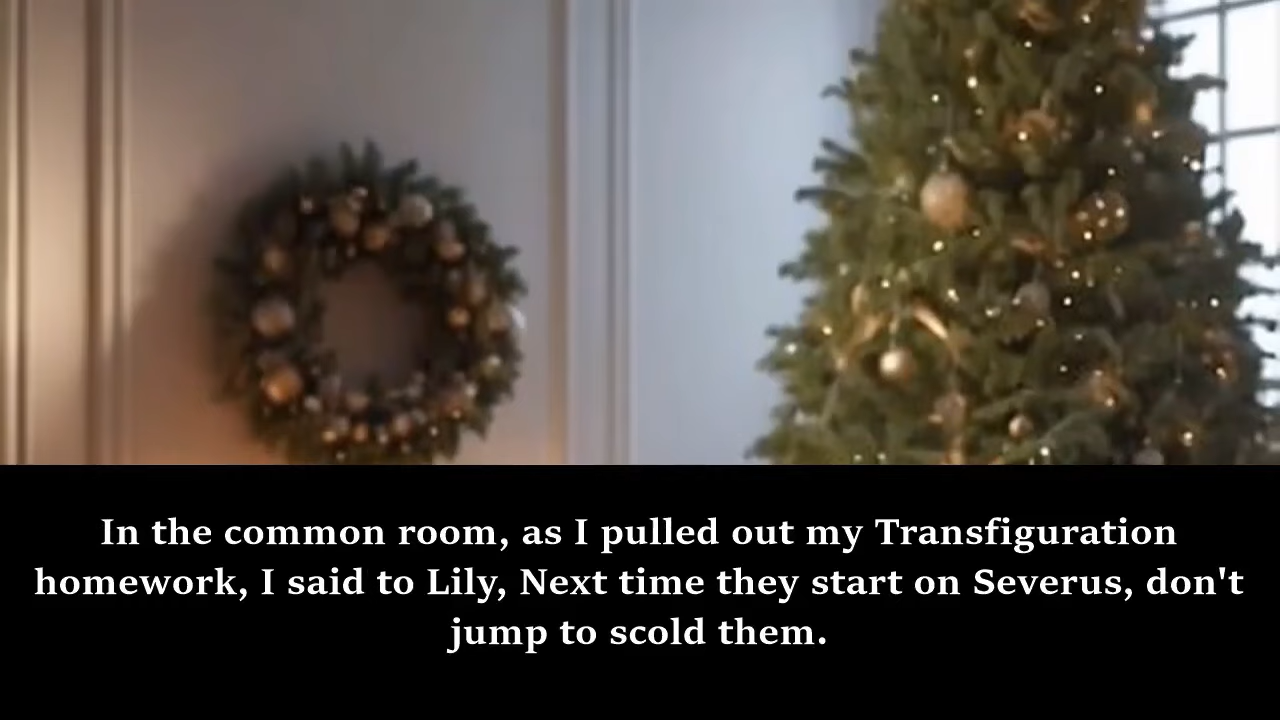 In the common room, as I pulled out my Transfiguration
homework, I said to Lily, Next time they start on Severus, don't
jump to scold them.